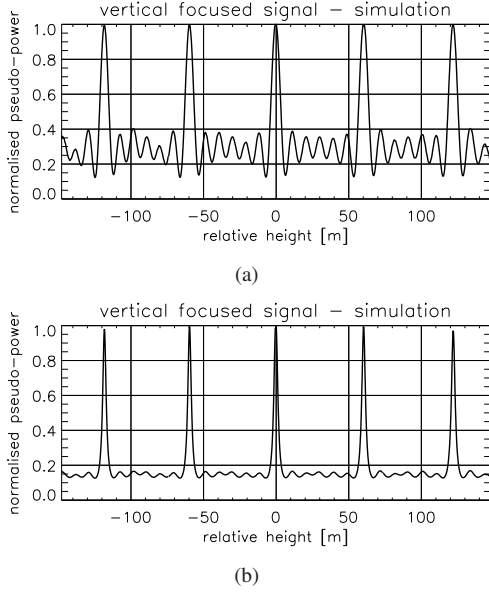 vertical focused signal – simulation
normalised pseudo–power
1.0
0.8
0.6
0.4
0.2
0.0
−100 −50 0 50 100
relative height [m]
(a)
vertical focused signal – simulation
normalised pseudo–power
1.0
0.8
0.6
0.4
0.2
0.0
−100 −50 0 50 100
relative height [m]
(b)